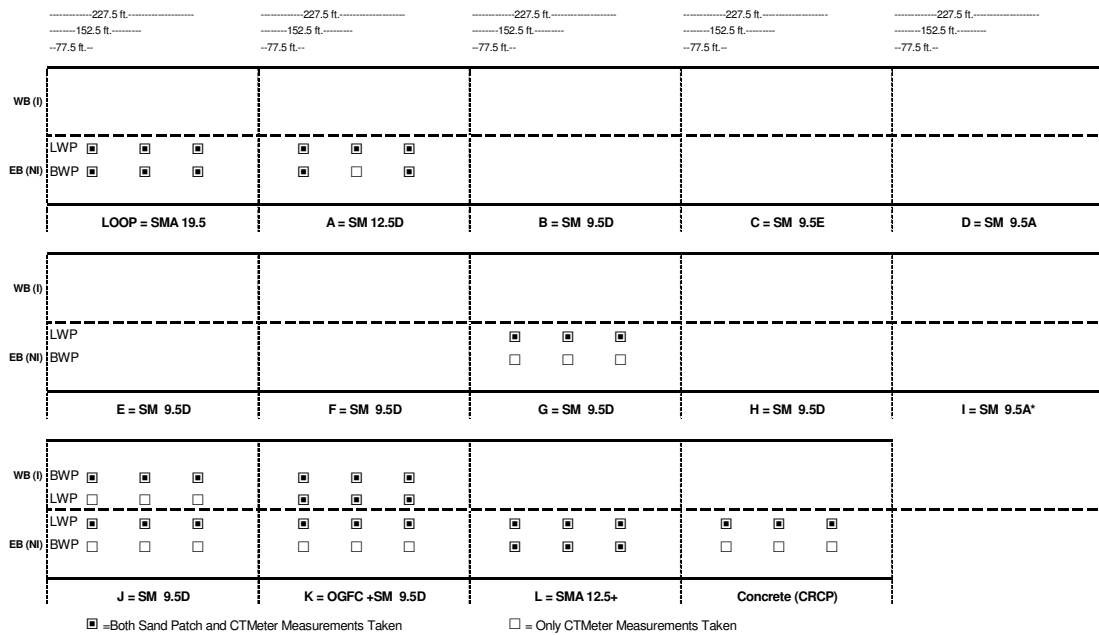 -------------227.5 ft.-------------------- -------------227.5 ft.-------------------- -------------227.5 ft.-------------------- -------------227.5 ft.-------------------- -------------227.5 ft.--------------------
--------152.5 ft.--------- --------152.5 ft.--------- --------152.5 ft.--------- --------152.5 ft.--------- --------152.5 ft.---------
--77.5 ft.-- --77.5 ft.-- --77.5 ft.-- --77.5 ft.-- --77.5 ft.--
WB (I)
LWP
EB (NI) BWP
LOOP = SMA 19.5 A = SM 12.5D B = SM 9.5D C = SM 9.5E D = SM 9.5A
WB (I)
LWP
EB (NI) BWP
E = SM 9.5D F = SM 9.5D G = SM 9.5D H = SM 9.5D I = SM 9.5A*
WB (I) BWP
LWP
LWP
EB (NI) BWP
J = SM 9.5D K = OGFC +SM 9.5D L = SMA 12.5+ Concrete (CRCP)
▣ =Both Sand Patch and CTMeter Measurements Taken □ = Only CTMeter Measurements Taken